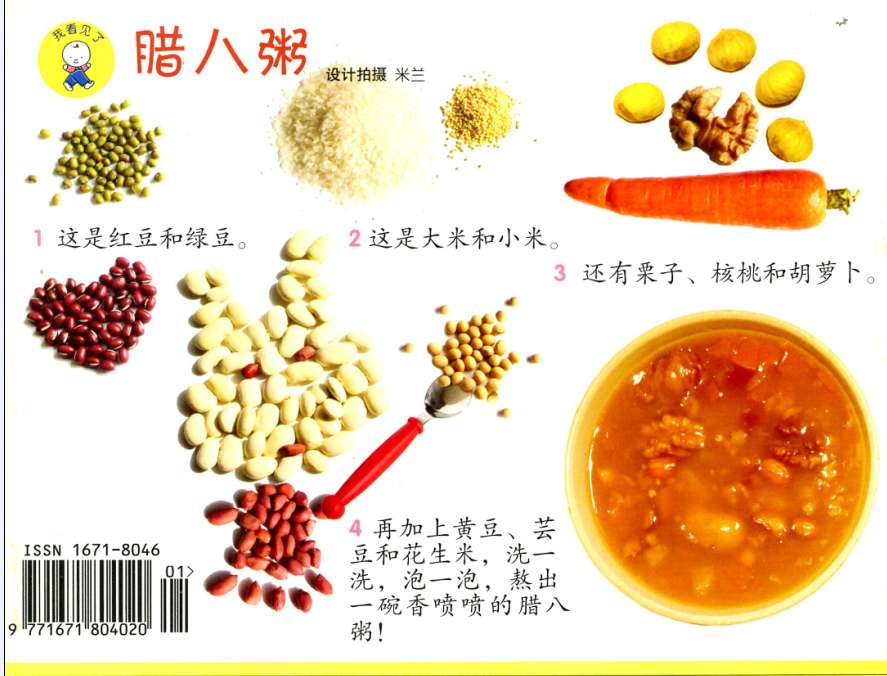 我看见了
腊八粥
设计拍摄 米兰
1 这是红豆和绿豆。
2 这是大米和小米。
3 还有栗子、核桃和胡萝卜。
4 再加上黄豆、芸
豆和花生米，洗一
洗，泡一泡，熬出
一碗香喷喷的腊八
粥！
ISSN 1671-8046
01>
9 771671 804020